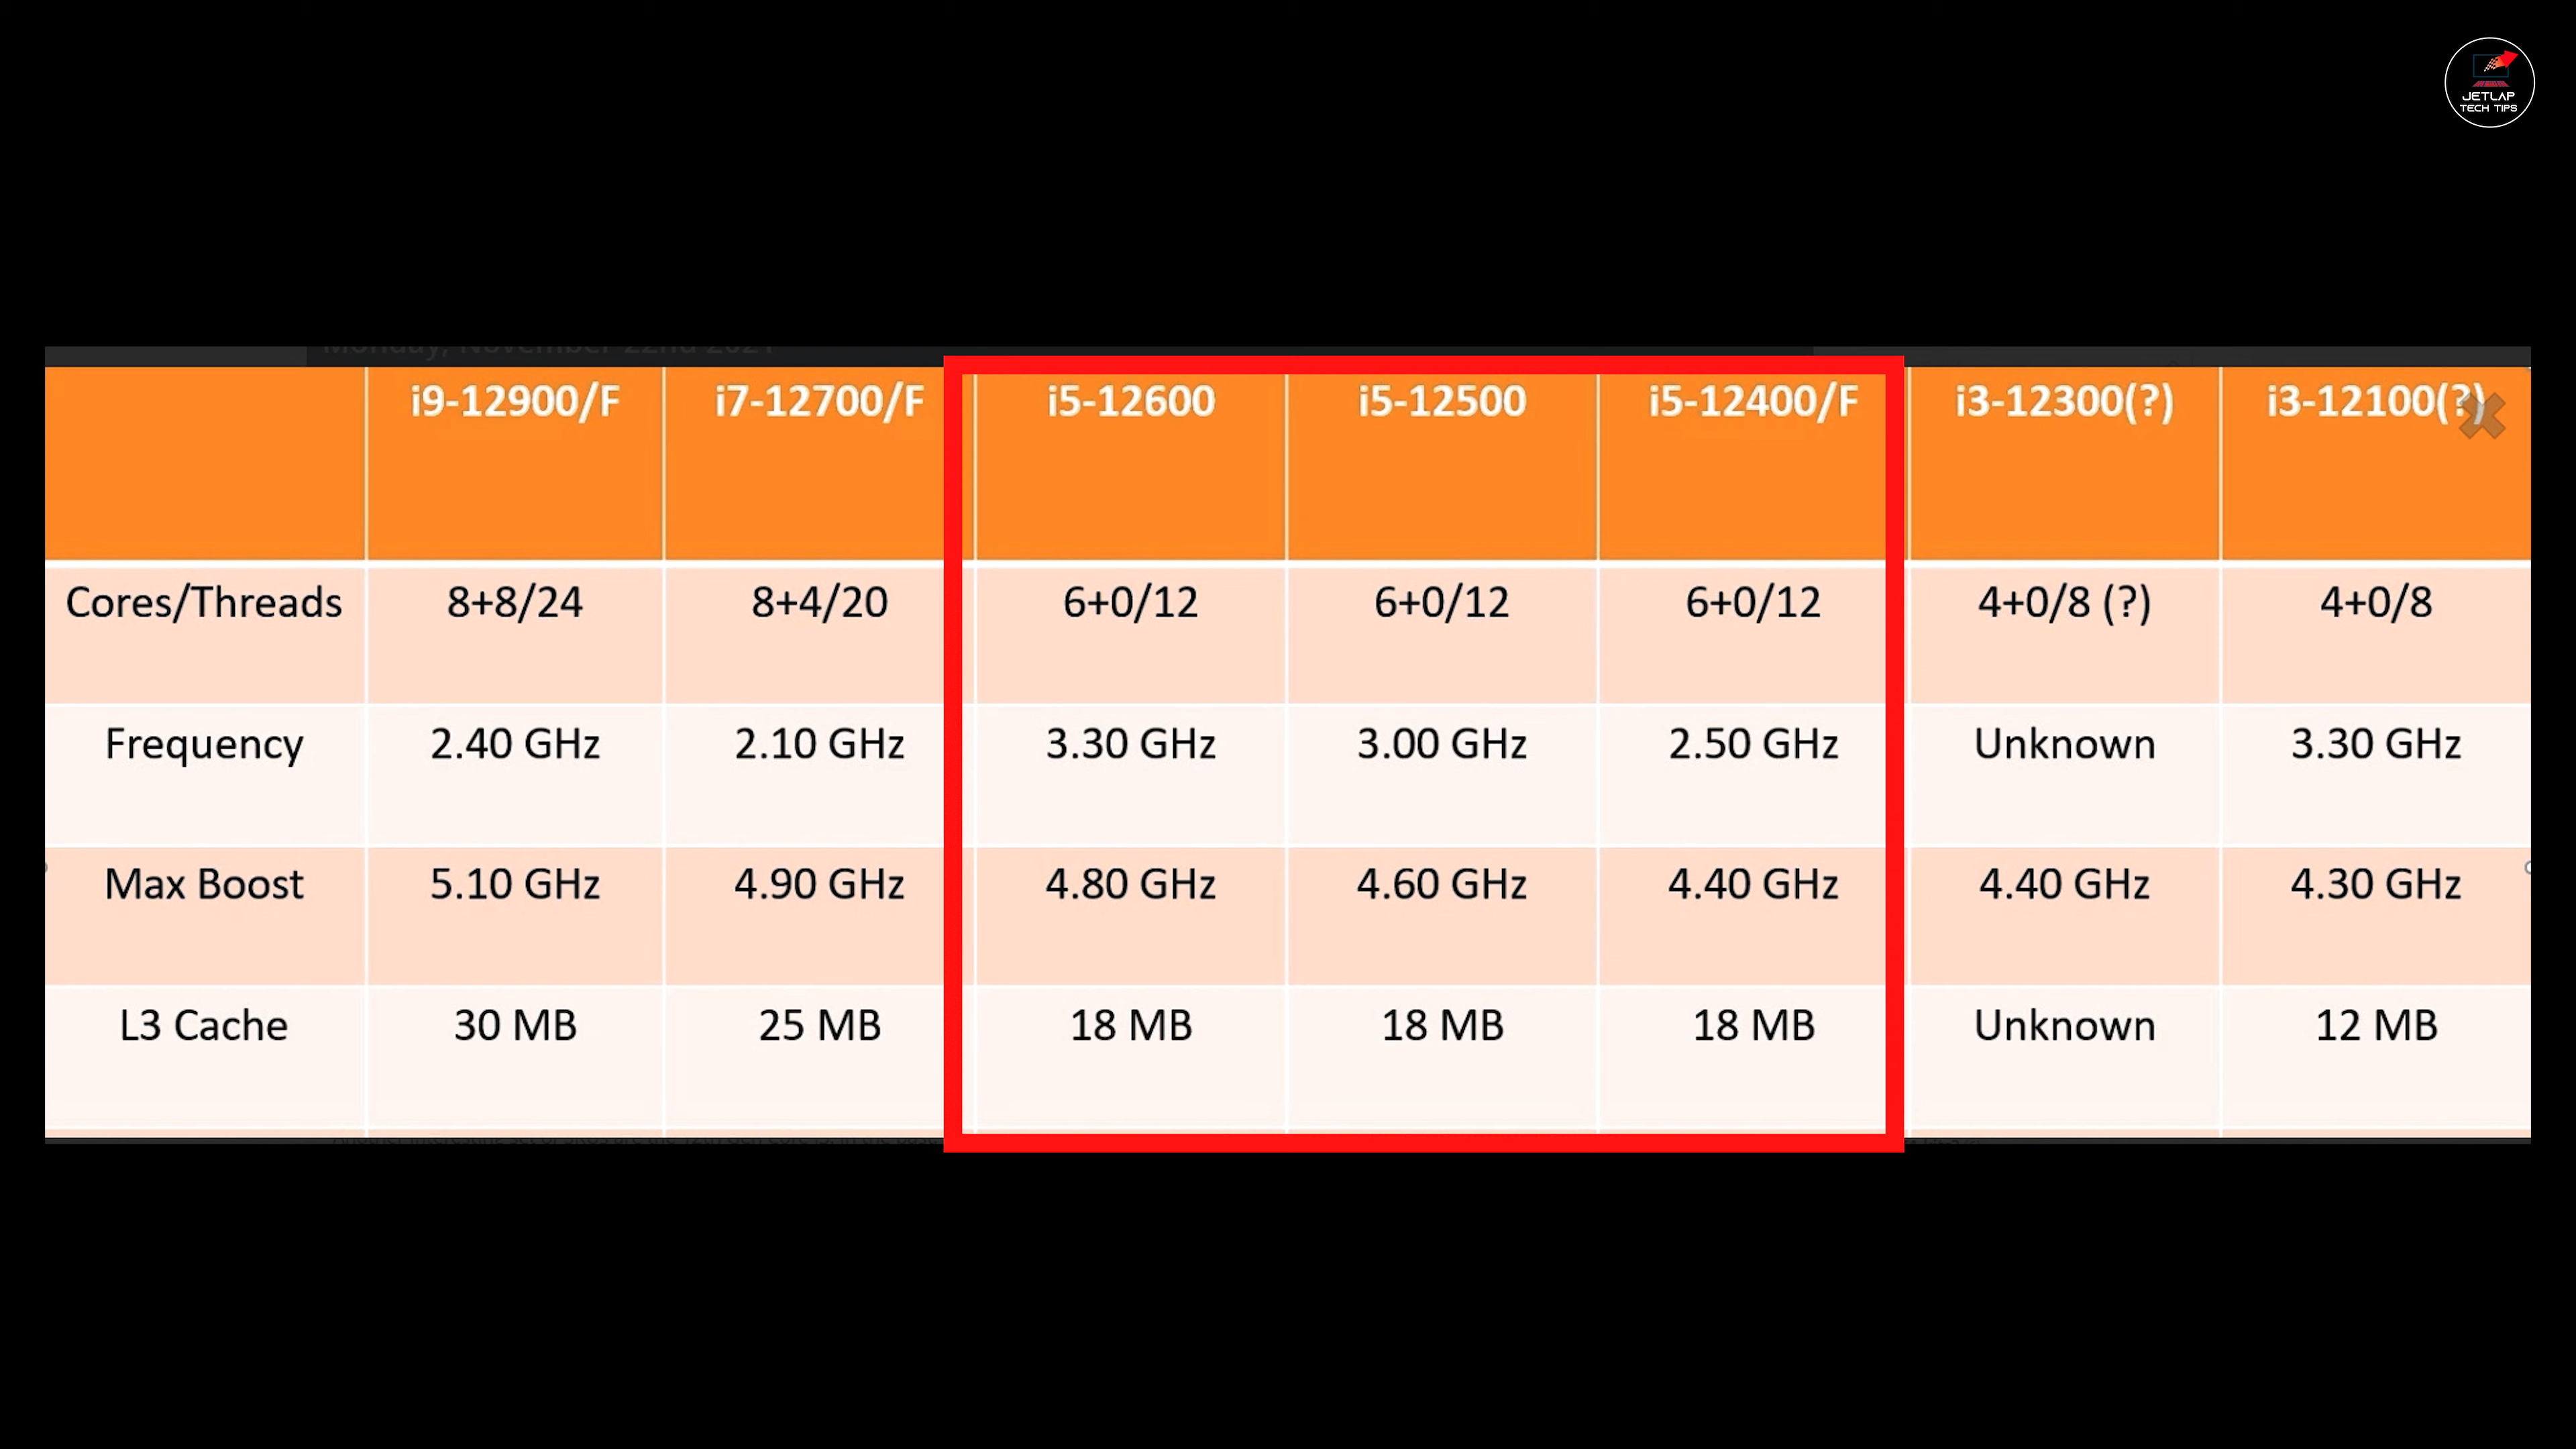 JETLAP
TECH TIPS
Monday, November 22nd 2021
i9-12900/F i7-12700/F i5-12600 i5-12500 i5-12400/F i3-12300(?) i3-12100(?)
Cores/Threads 8+8/24 8+4/20 6+0/12 6+0/12 6+0/12 4+0/8 (?) 4+0/8
Frequency 2.40 GHz 2.10 GHz 3.30 GHz 3.00 GHz 2.50 GHz Unknown 3.30 GHz
Max Boost 5.10 GHz 4.90 GHz 4.80 GHz 4.60 GHz 4.40 GHz 4.40 GHz 4.30 GHz
L3 Cache 30 MB 25 MB 18 MB 18 MB 18 MB Unknown 12 MB